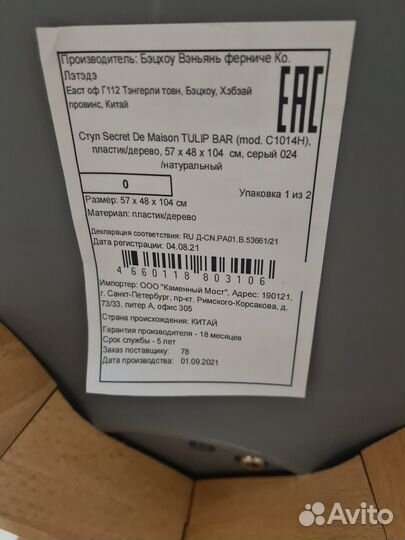 Производитель: Бэцхоу Вэньянь ферниче Ко.
Лэтэдэ
Еаст оф Г112 Тэнгерли товн, Бэцхоу, Хэбэай
провинс, Китай
EAC
Стул Secret De Maison TULIP BAR (mod. C1014H),
пластик/дерево, 57 x 48 x 104 см, серый 024
/натуральный
0
Упаковка 1 из 2
Размер: 57 x 48 x 104 см
Материал: пластик/дерево
Декларация соответствия: RU Д-CN.РА01.В.53661/21
Дата регистрации: 04.08.21
4 660118 803106
Импортер: ООО "Каменный Мост", Адрес: 190121,
г. Санкт-Петербург, пр-кт. Римского-Корсакова, д.
73/33, литер А, офис 305
Страна происхождения: КИТАЙ
Гарантия производителя - 18 месяцев
Срок службы - 5 лет
Заказ поставщику: 78
Дата производства: 01.09.2021
Avito